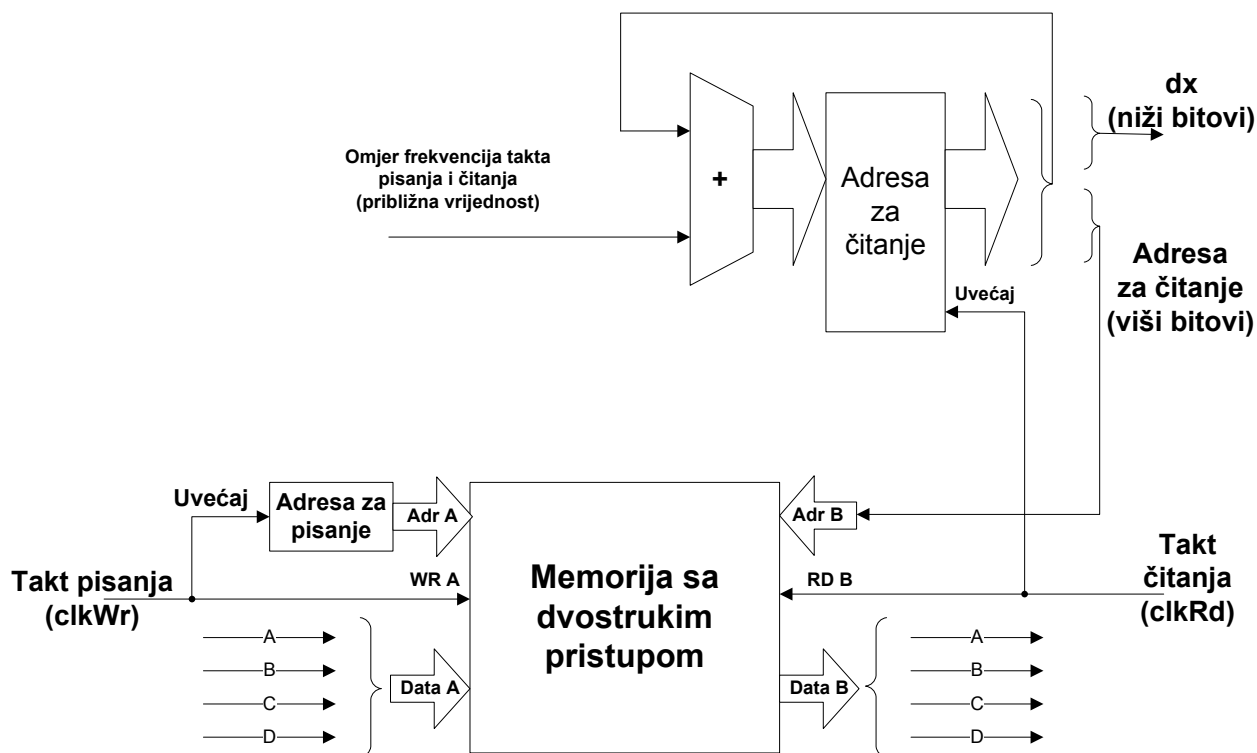 dx
(niži bitovi)
Omjer frekvencija takta
pisanja i čitanja
(približna vrijednost)
+
Adresa
za
čitanje
Adresa
za čitanje
(viši bitovi)
Uvećaj
Uvećaj
Adresa za
pisanje
Adr A
Adr B
Takt pisanja
(clkWr)
WR A
Memorija sa
dvostrukim
pristupom
RD B
Takt
čitanja
(clkRd)
A
B
C
D
Data A
Data B
A
B
C
D